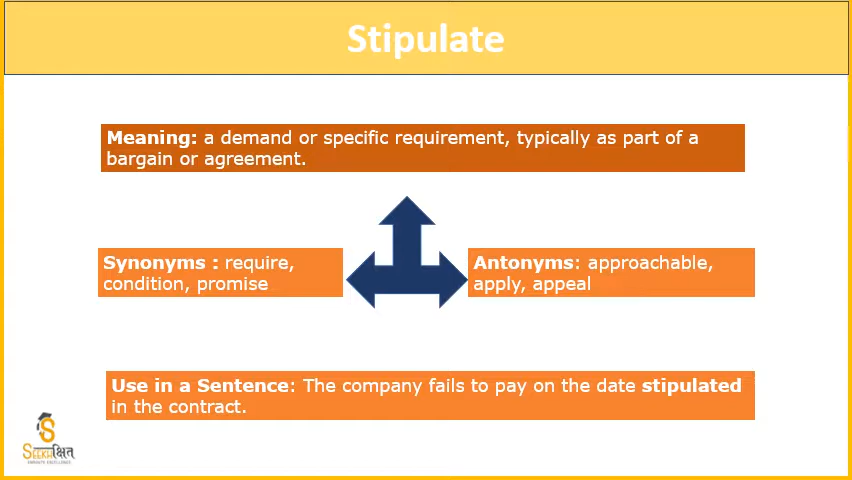 Stipulate
Meaning: a demand or specific requirement, typically as part of a
bargain or agreement.
Synonyms : require,
condition, promise
Antonyms: approachable,
apply, appeal
Use in a Sentence: The company fails to pay on the date stipulated
in the contract.
SEEKHक्षित